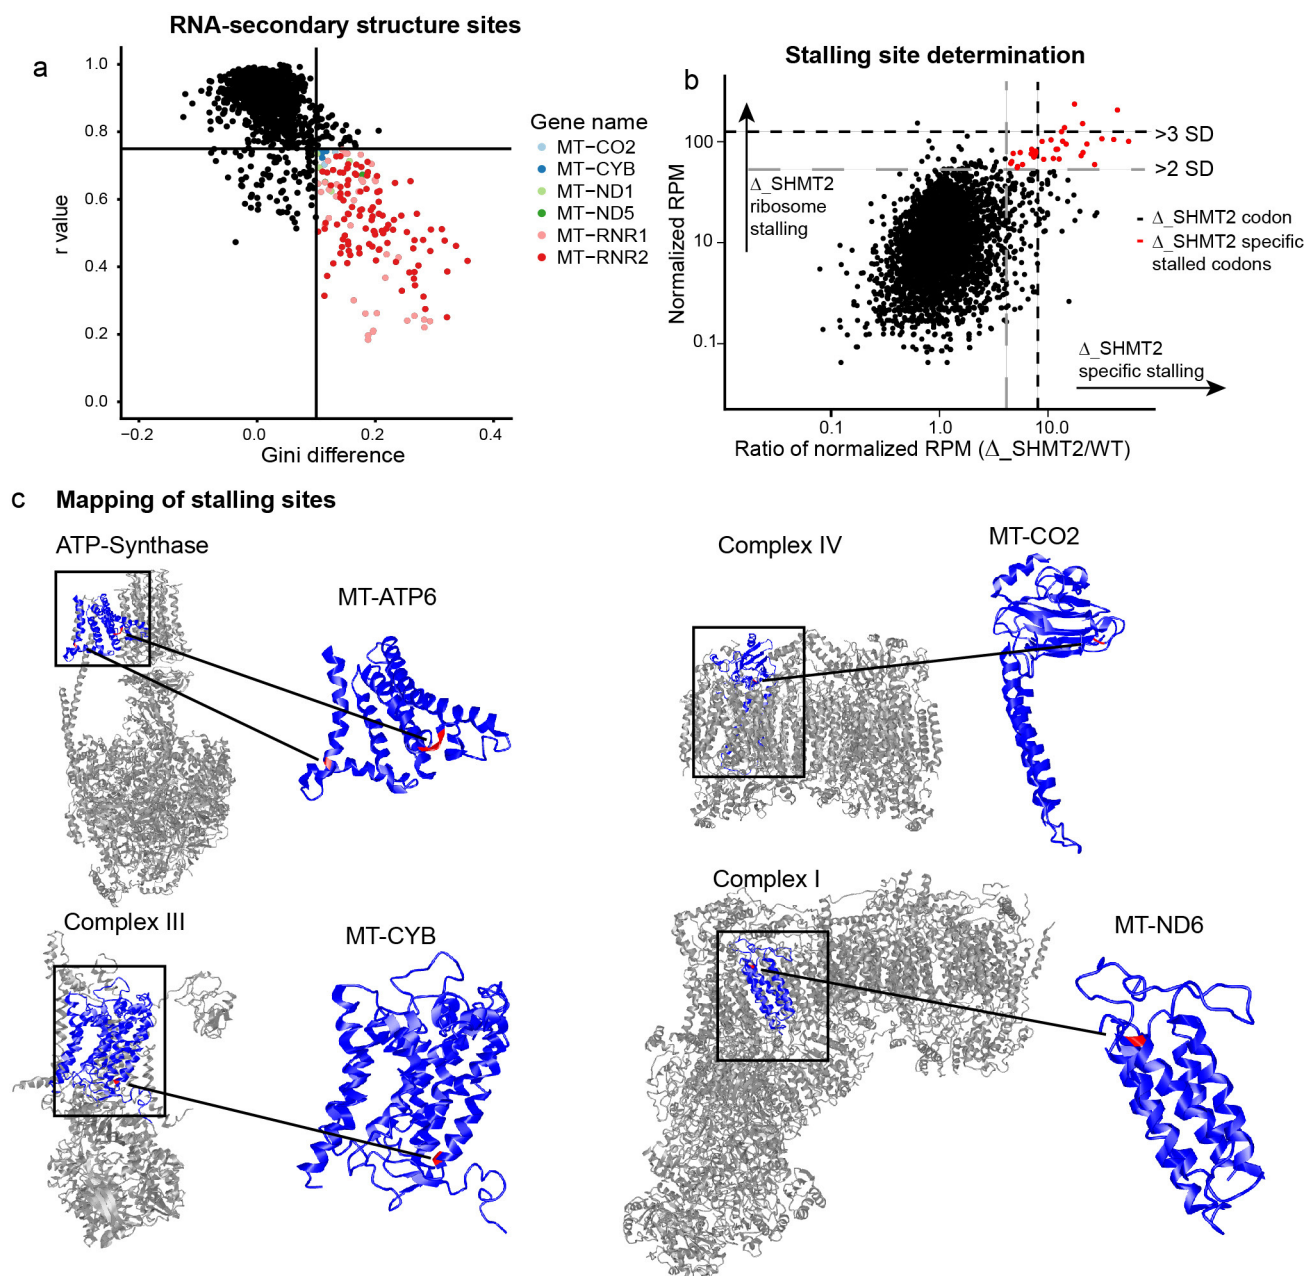 RNA-secondary structure sites
a
1.0
0.8
0.6
0.4
0.2
0.0
r value
−0.2
0.0
0.2
0.4
Gini difference
Gene name
MT−CO2
MT−CYB
MT−ND1
MT−ND5
MT−RNR1
MT−RNR2
Stalling site determination
b
100
10
0.1
Normalized RPM
Δ_SHMT2
ribosome
stalling
>3 SD
>2 SD
Δ_SHMT2 codon
Δ_SHMT2 specific
stalled codons
Δ_SHMT2
specific stalling
0.1
1.0
10.0
Ratio of normalized RPM (Δ_SHMT2/WT)
c Mapping of stalling sites
ATP-Synthase
MT-ATP6
Complex IV
MT-CO2
Complex III
MT-CYB
Complex I
MT-ND6